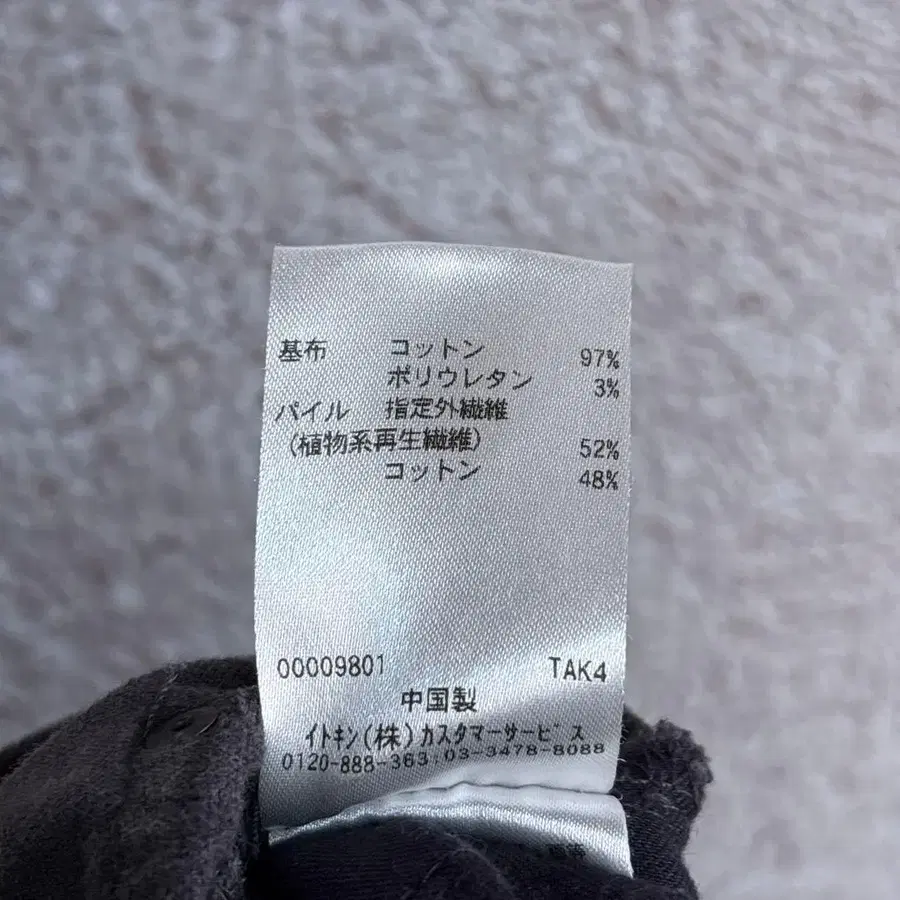 基布 コットン 97%
ポリウレタン 3%
パイル 指定外繊維
(植物系再生繊維) 52%
コットン 48%
00009801 TAK4
中国製
イトキン(株)カスタマーサービス
0120-888-363,03-3478-8088